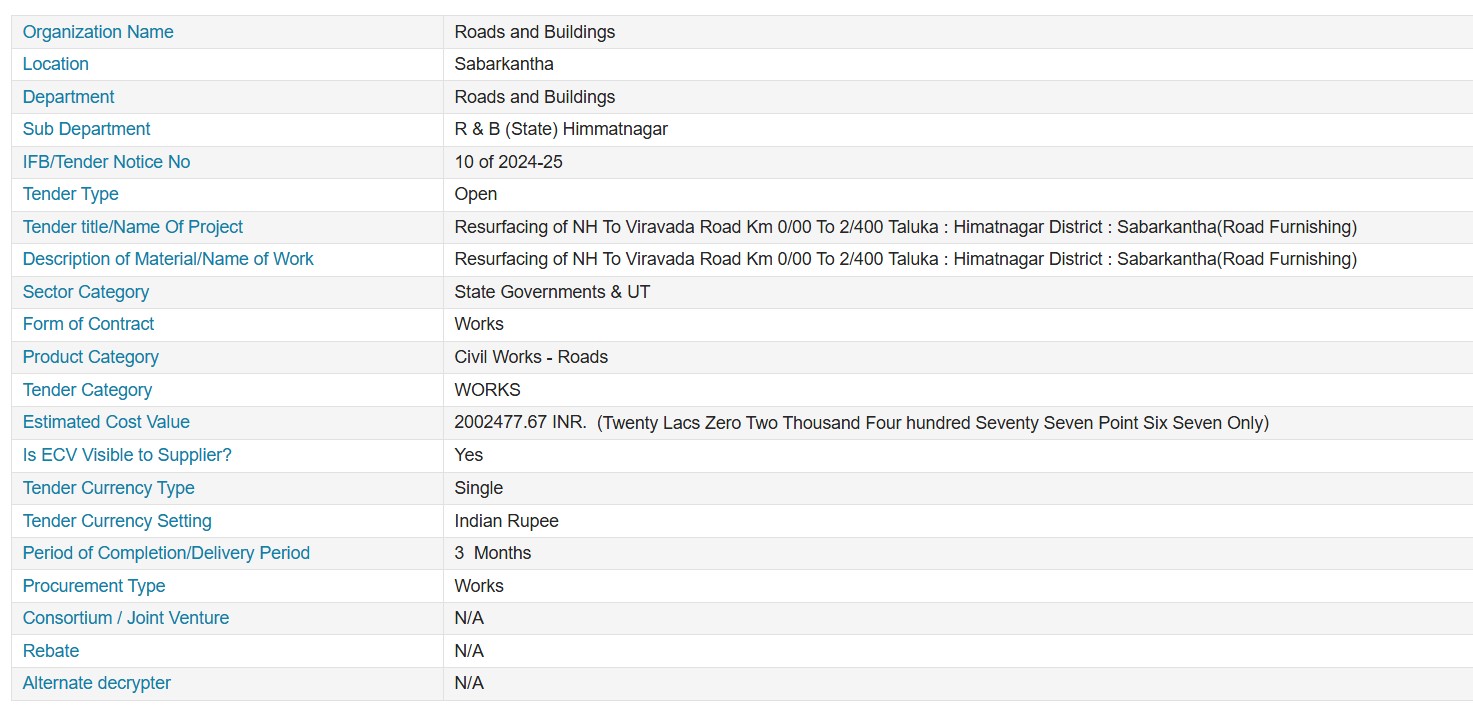 Organization Name Roads and Buildings
Location Sabarkantha
Department Roads and Buildings
Sub Department R & B (State) Himmatnagar
IFB/Tender Notice No 10 of 2024-25
Tender Type Open
Tender title/Name Of Project Resurfacing of NH To Viravada Road Km 0/00 To 2/400 Taluka : Himatnagar District : Sabarkantha(Road Furnishing)
Description of Material/Name of Work Resurfacing of NH To Viravada Road Km 0/00 To 2/400 Taluka : Himatnagar District : Sabarkantha(Road Furnishing)
Sector Category State Governments & UT
Form of Contract Works
Product Category Civil Works - Roads
Tender Category WORKS
Estimated Cost Value 2002477.67 INR. (Twenty Lacs Zero Two Thousand Four hundred Seventy Seven Point Six Seven Only)
Is ECV Visible to Supplier? Yes
Tender Currency Type Single
Tender Currency Setting Indian Rupee
Period of Completion/Delivery Period 3 Months
Procurement Type Works
Consortium / Joint Venture N/A
Rebate N/A
Alternate decrypter N/A